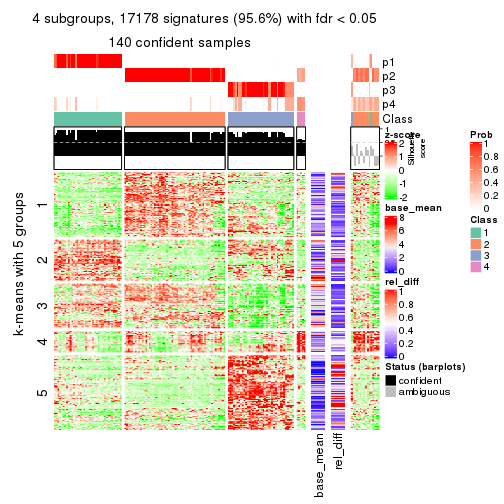 4 subgroups, 17178 signatures (95.6%) with fdr < 0.05
140 confident samples
p1
p2
p3
p4
Class
1
Silhouette
score
k-means with 5 groups
1
2
3
4
5
base_mean
rel_diff
z-score
2
1
0
-1
-2
base_mean
8
6
4
2
0
rel_diff
1
0.8
0.6
0.4
0.2
0
Status (barplots)
confident
ambiguous
Prob
1
0.8
0.6
0.4
0.2
0
Class
1
2
3
4